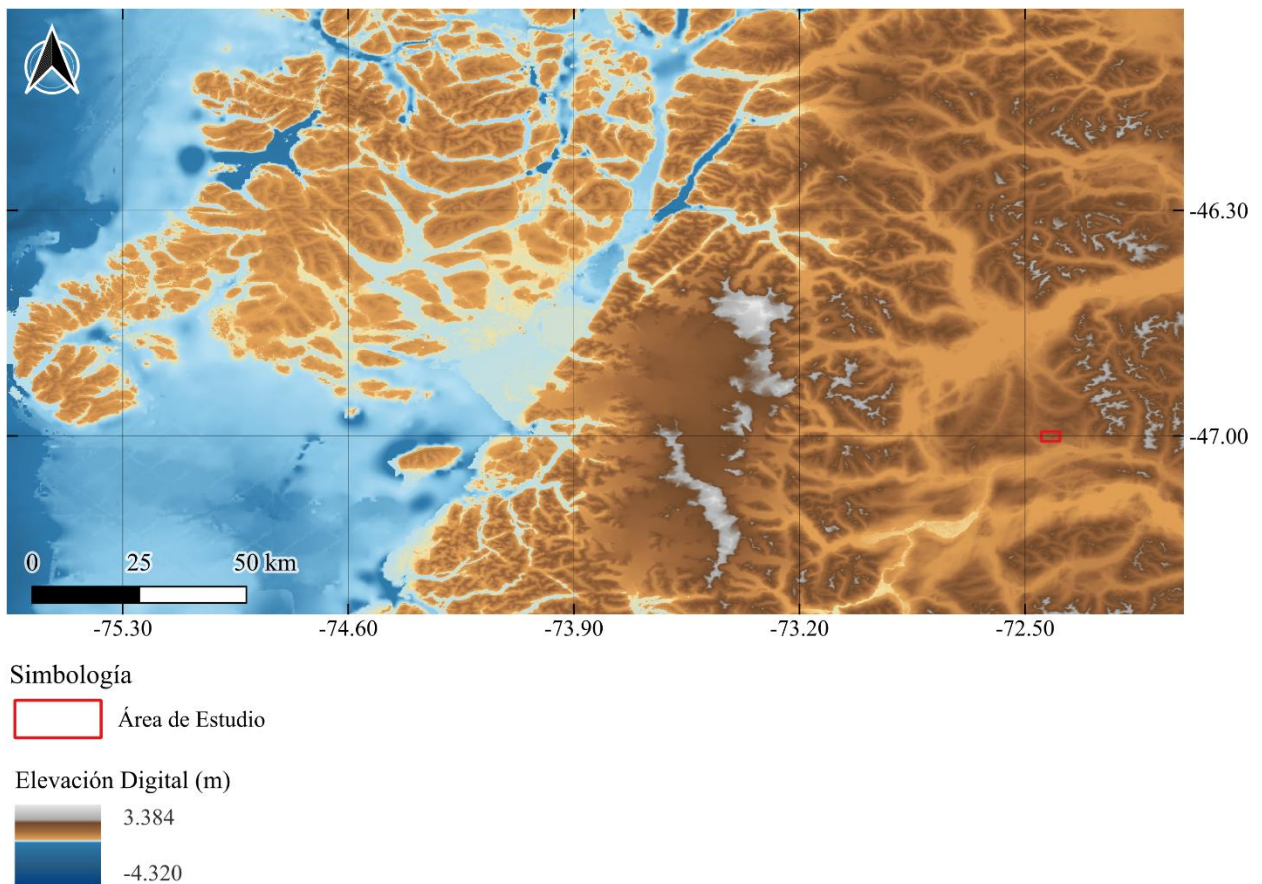 -46.30
-47.00
0 25 50 km
-75.30 -74.60 -73.90 -73.20 -72.50
Simbología
Área de Estudio
Elevación Digital (m)
3.384
-4.320